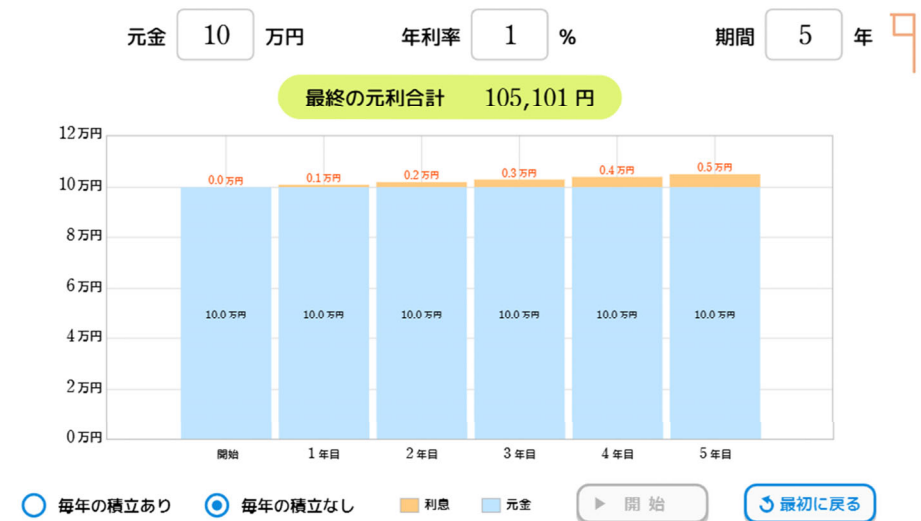 元金 10 万円 年利率 1 % 期間 5 年
最終の元利合計 105,101 円
12万円
10万円
8万円
6万円
4万円
2万円
0万円
0.0万円 0.1万円 0.2万円 0.3万円 0.4万円 0.5万円
10.0万円 10.0万円 10.0万円 10.0万円 10.0万円 10.0万円
開始 1年目 2年目 3年目 4年目 5年目
毎年の積立あり 毎年の積立なし 利息 元金 開始 最初に戻る